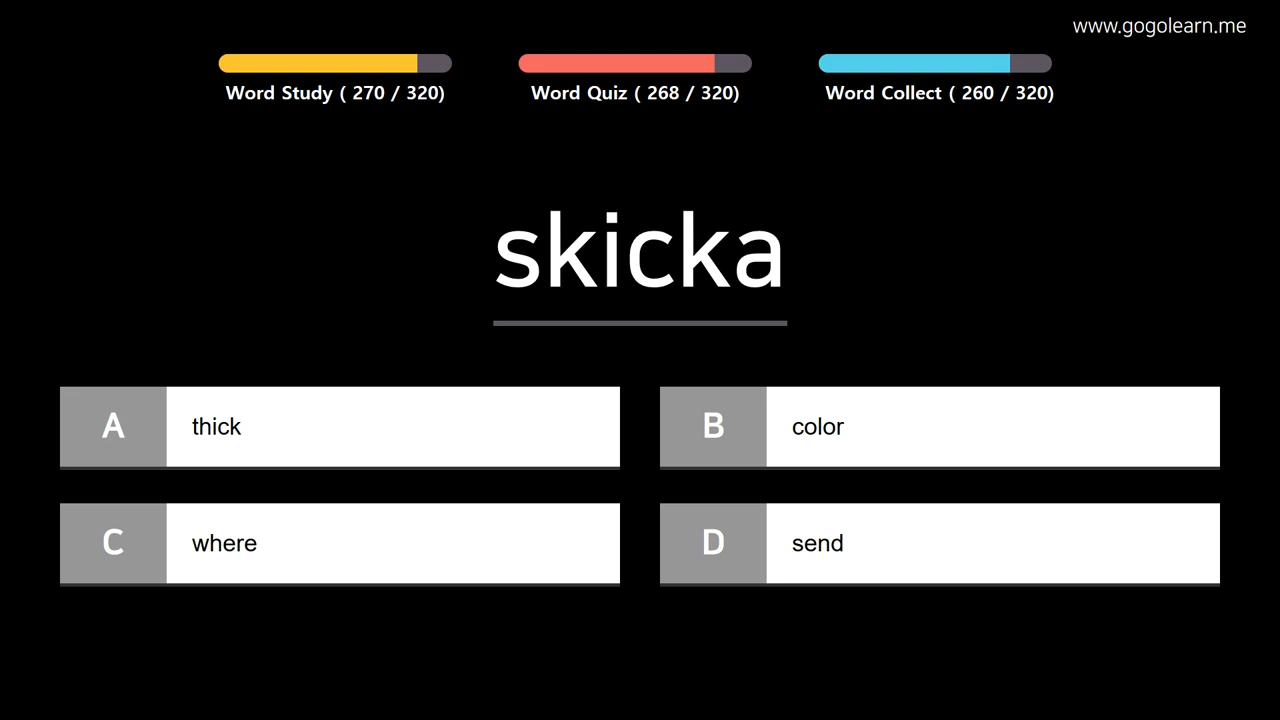 www.gogolearn.me
Word Study ( 270 / 320)
Word Quiz ( 268 / 320)
Word Collect ( 260 / 320)
skicka
A thick
B color
C where
D send